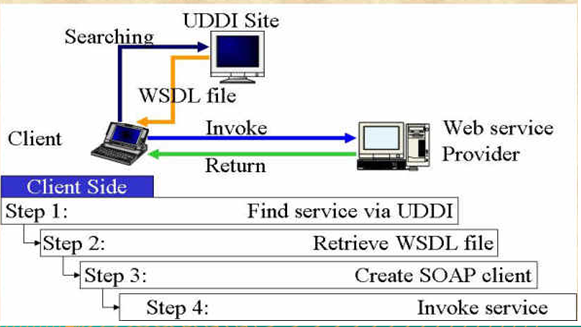 UDDI Site
Searching
WSDL file
Client
Invoke
Web service
Provider
Return
Client Side
Step 1: Find service via UDDI
Step 2: Retrieve WSDL file
Step 3: Create SOAP client
Step 4: Invoke service